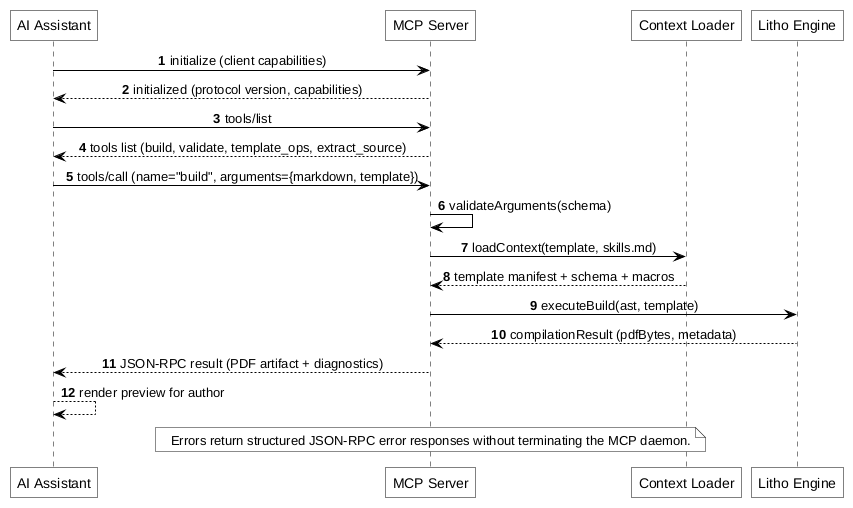 AI Assistant
MCP Server
Context Loader
Litho Engine
1 initialize (client capabilities)
2 initialized (protocol version, capabilities)
3 tools/list
4 tools list (build, validate, template_ops, extract_source)
5 tools/call (name="build", arguments={markdown, template})
6 validateArguments(schema)
7 loadContext(template, skills.md)
8 template manifest + schema + macros
9 executeBuild(ast, template)
10 compilationResult (pdfBytes, metadata)
11 JSON-RPC result (PDF artifact + diagnostics)
12 render preview for author
Errors return structured JSON-RPC error responses without terminating the MCP daemon.
AI Assistant
MCP Server
Context Loader
Litho Engine